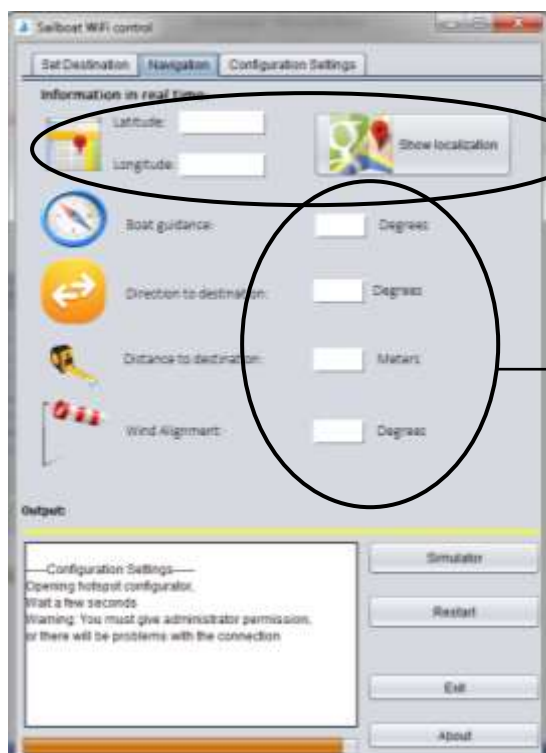 Sailboat WiFi control
Set Destination Navigation Configuration Settings
Information in real time
Latitude:
Longitude:
Show localization
Boat guidance: Degrees
Direction to destination: Degrees
Distance to destination: Meters
Wind Alignment: Degrees
Output:
-----Configuration Settings-----
Opening hotspot configurator,
Wait a few seconds
Warning: You must give administrator permission,
or there will be problems with the connection
Simulator
Restart
Exit
About